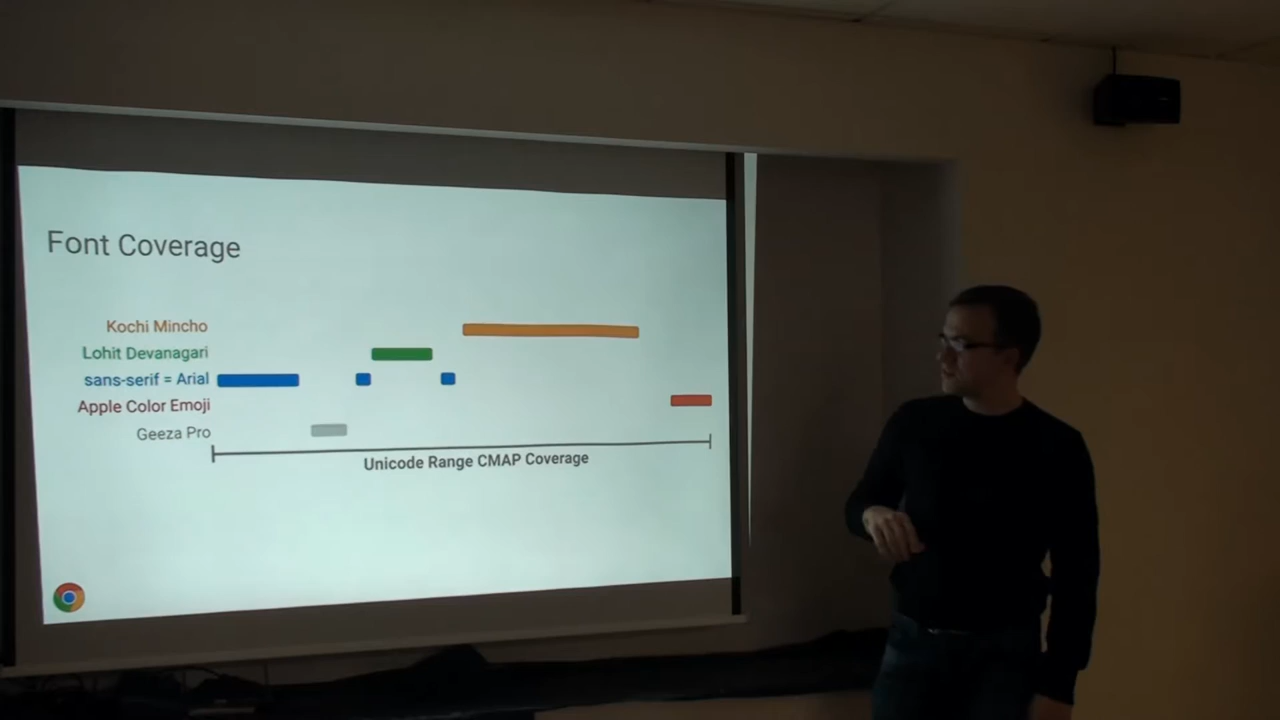 Font Coverage
Kochi Mincho
Lohit Devanagari
sans-serif = Arial
Apple Color Emoji
Geeza Pro
Unicode Range CMAP Coverage